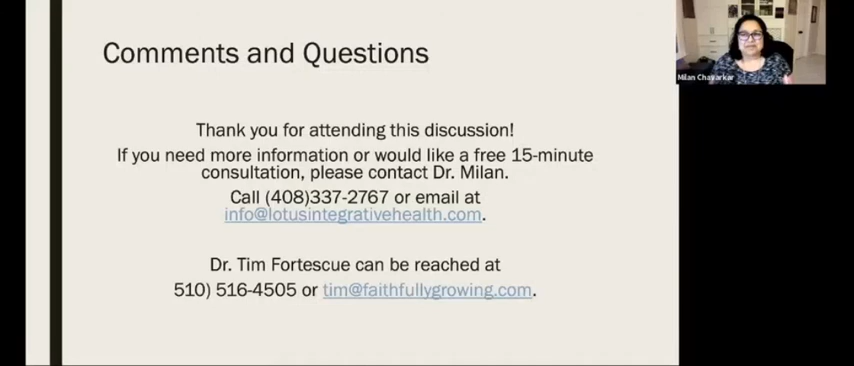 Comments and Questions
Milan Chavarkar
Thank you for attending this discussion!
If you need more information or would like a free 15-minute
consultation, please contact Dr. Milan.
Call (408)337-2767 or email at
info@lotusintegrativehealth.com.
Dr. Tim Fortescue can be reached at
510) 516-4505 or tim@faithfullygrowing.com.